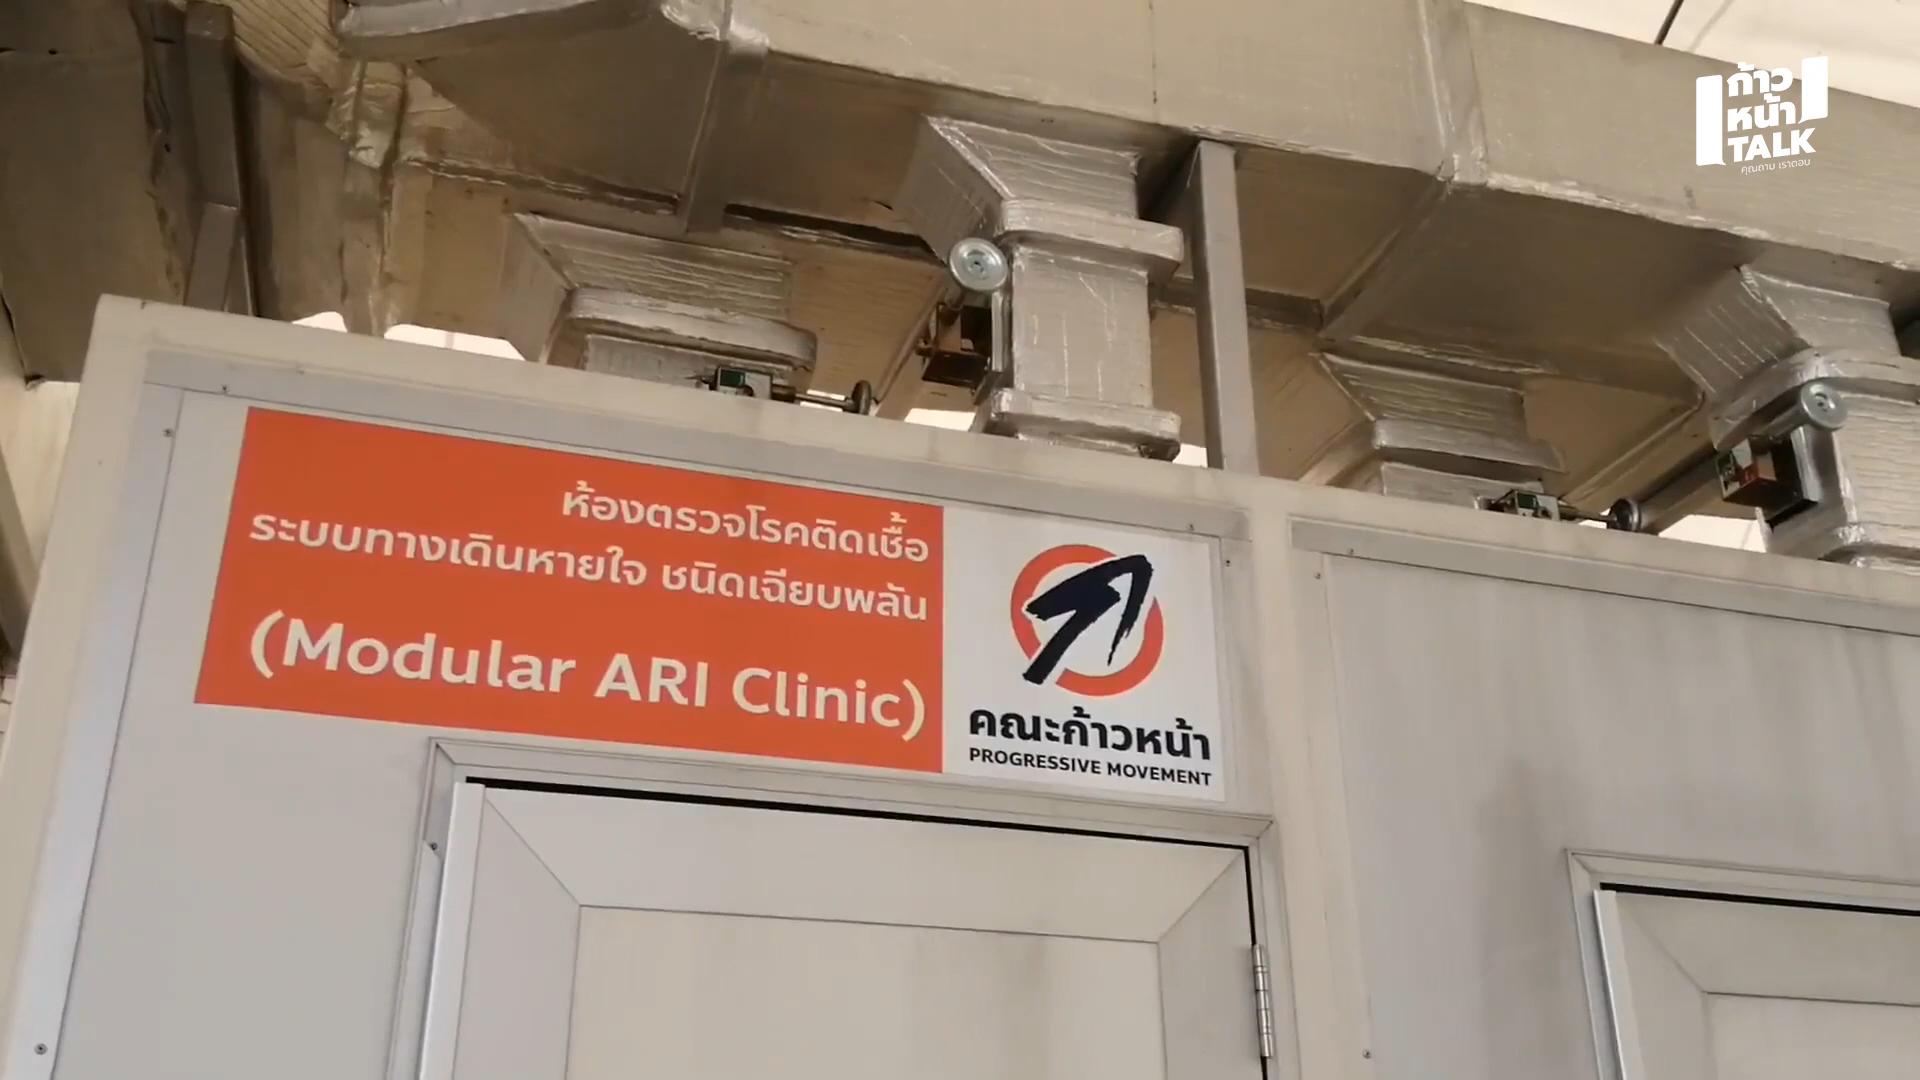 ก้าว
หน้า
TALK
คุณถาม เราตอบ
ห้องตรวจโรคติดเชื้อ
ระบบทางเดินหายใจ ชนิดเฉียบพลัน
(Modular ARI Clinic)
คณะก้าวหน้า
PROGRESSIVE MOVEMENT